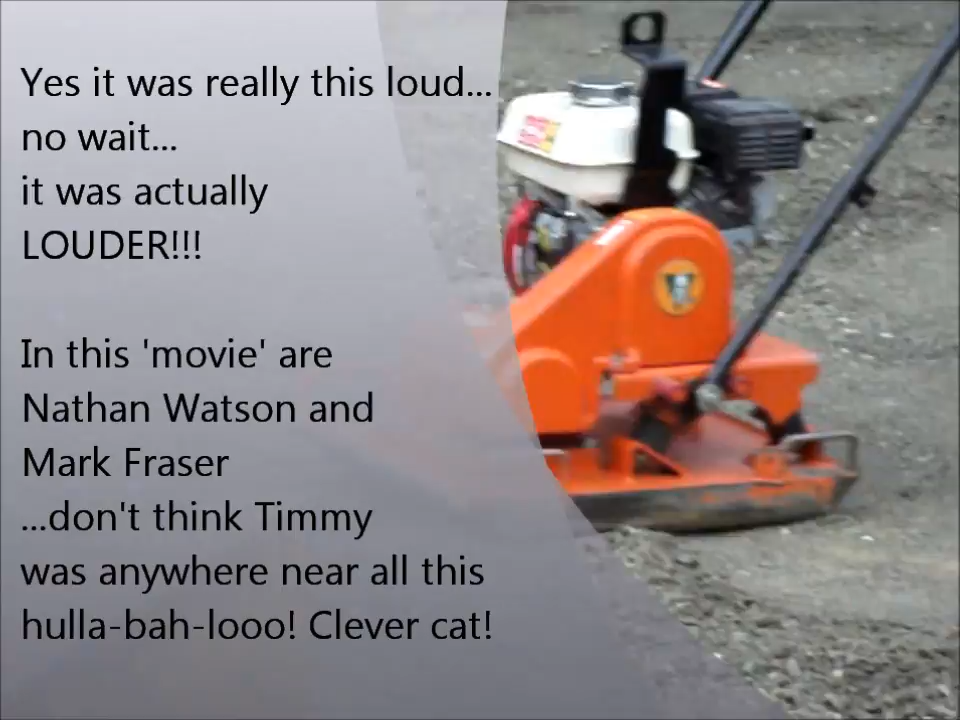 Yes it was really this loud...
no wait...
it was actually
LOUDER!!!
In this 'movie' are
Nathan Watson and
Mark Fraser
...don't think Timmy
was anywhere near all this
hulla-bah-looo! Clever cat!